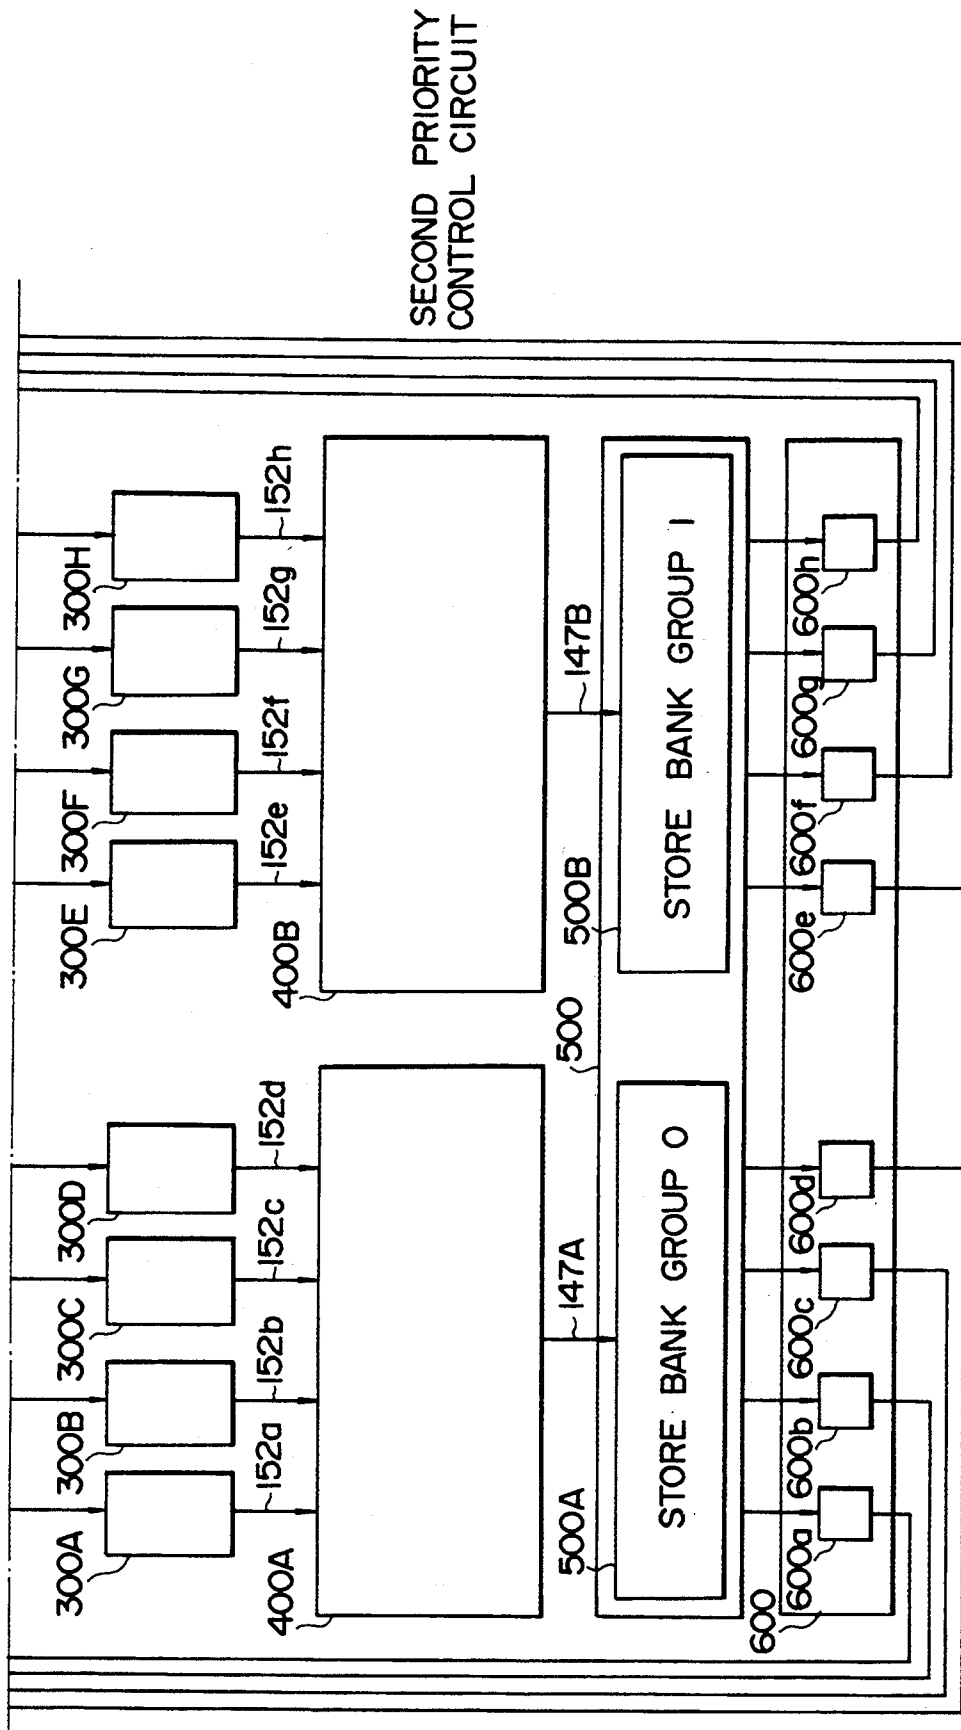 300A
300B
300C
300D
300E
300F
300G
300H
152a
152b
152c
152d
152e
152f
152g
152h
400A
400B
SECOND PRIORITY
CONTROL CIRCUIT
147A
147B
500
500A
500B
STORE BANK GROUP 0
STORE BANK GROUP 1
600
600a
600b
600c
600d
600e
600f
600g
600h